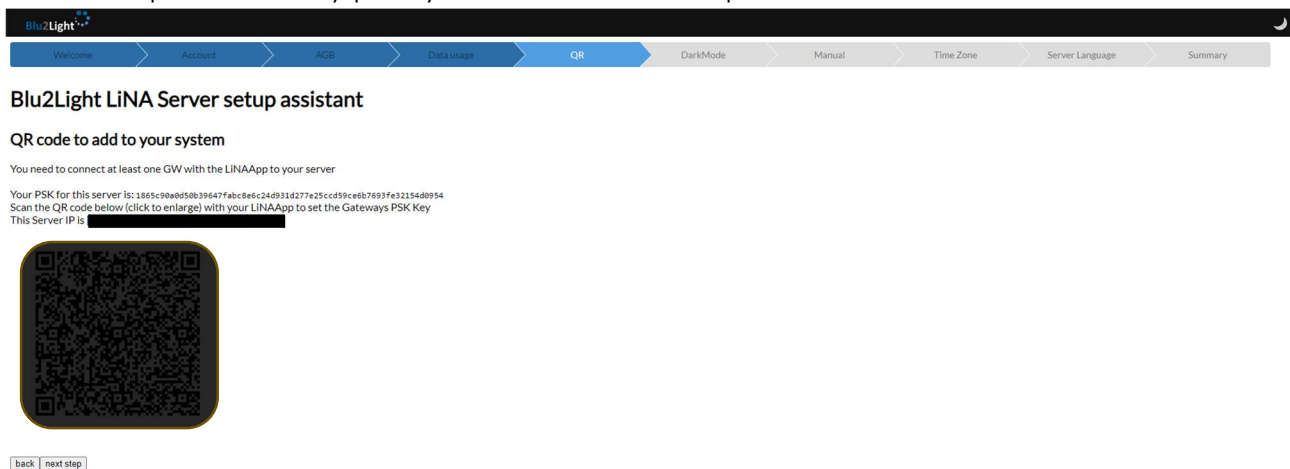 Blu2Light
Welcome
Account
AGB
Data usage
QR
DarkMode
Manual
Time Zone
Server Language
Summary
Blu2Light LiNA Server setup assistant
QR code to add to your system
You need to connect at least one GW with the LiNAApp to your server
Your PSK for this server is: 1865c90a0d50b39647fabc8e6c24d931d277e25ccd59ce6b7693fe32154d0954
Scan the QR code below (click to enlarge) with your LiNAApp to set the Gateways PSK Key
This Server IP is
back next step